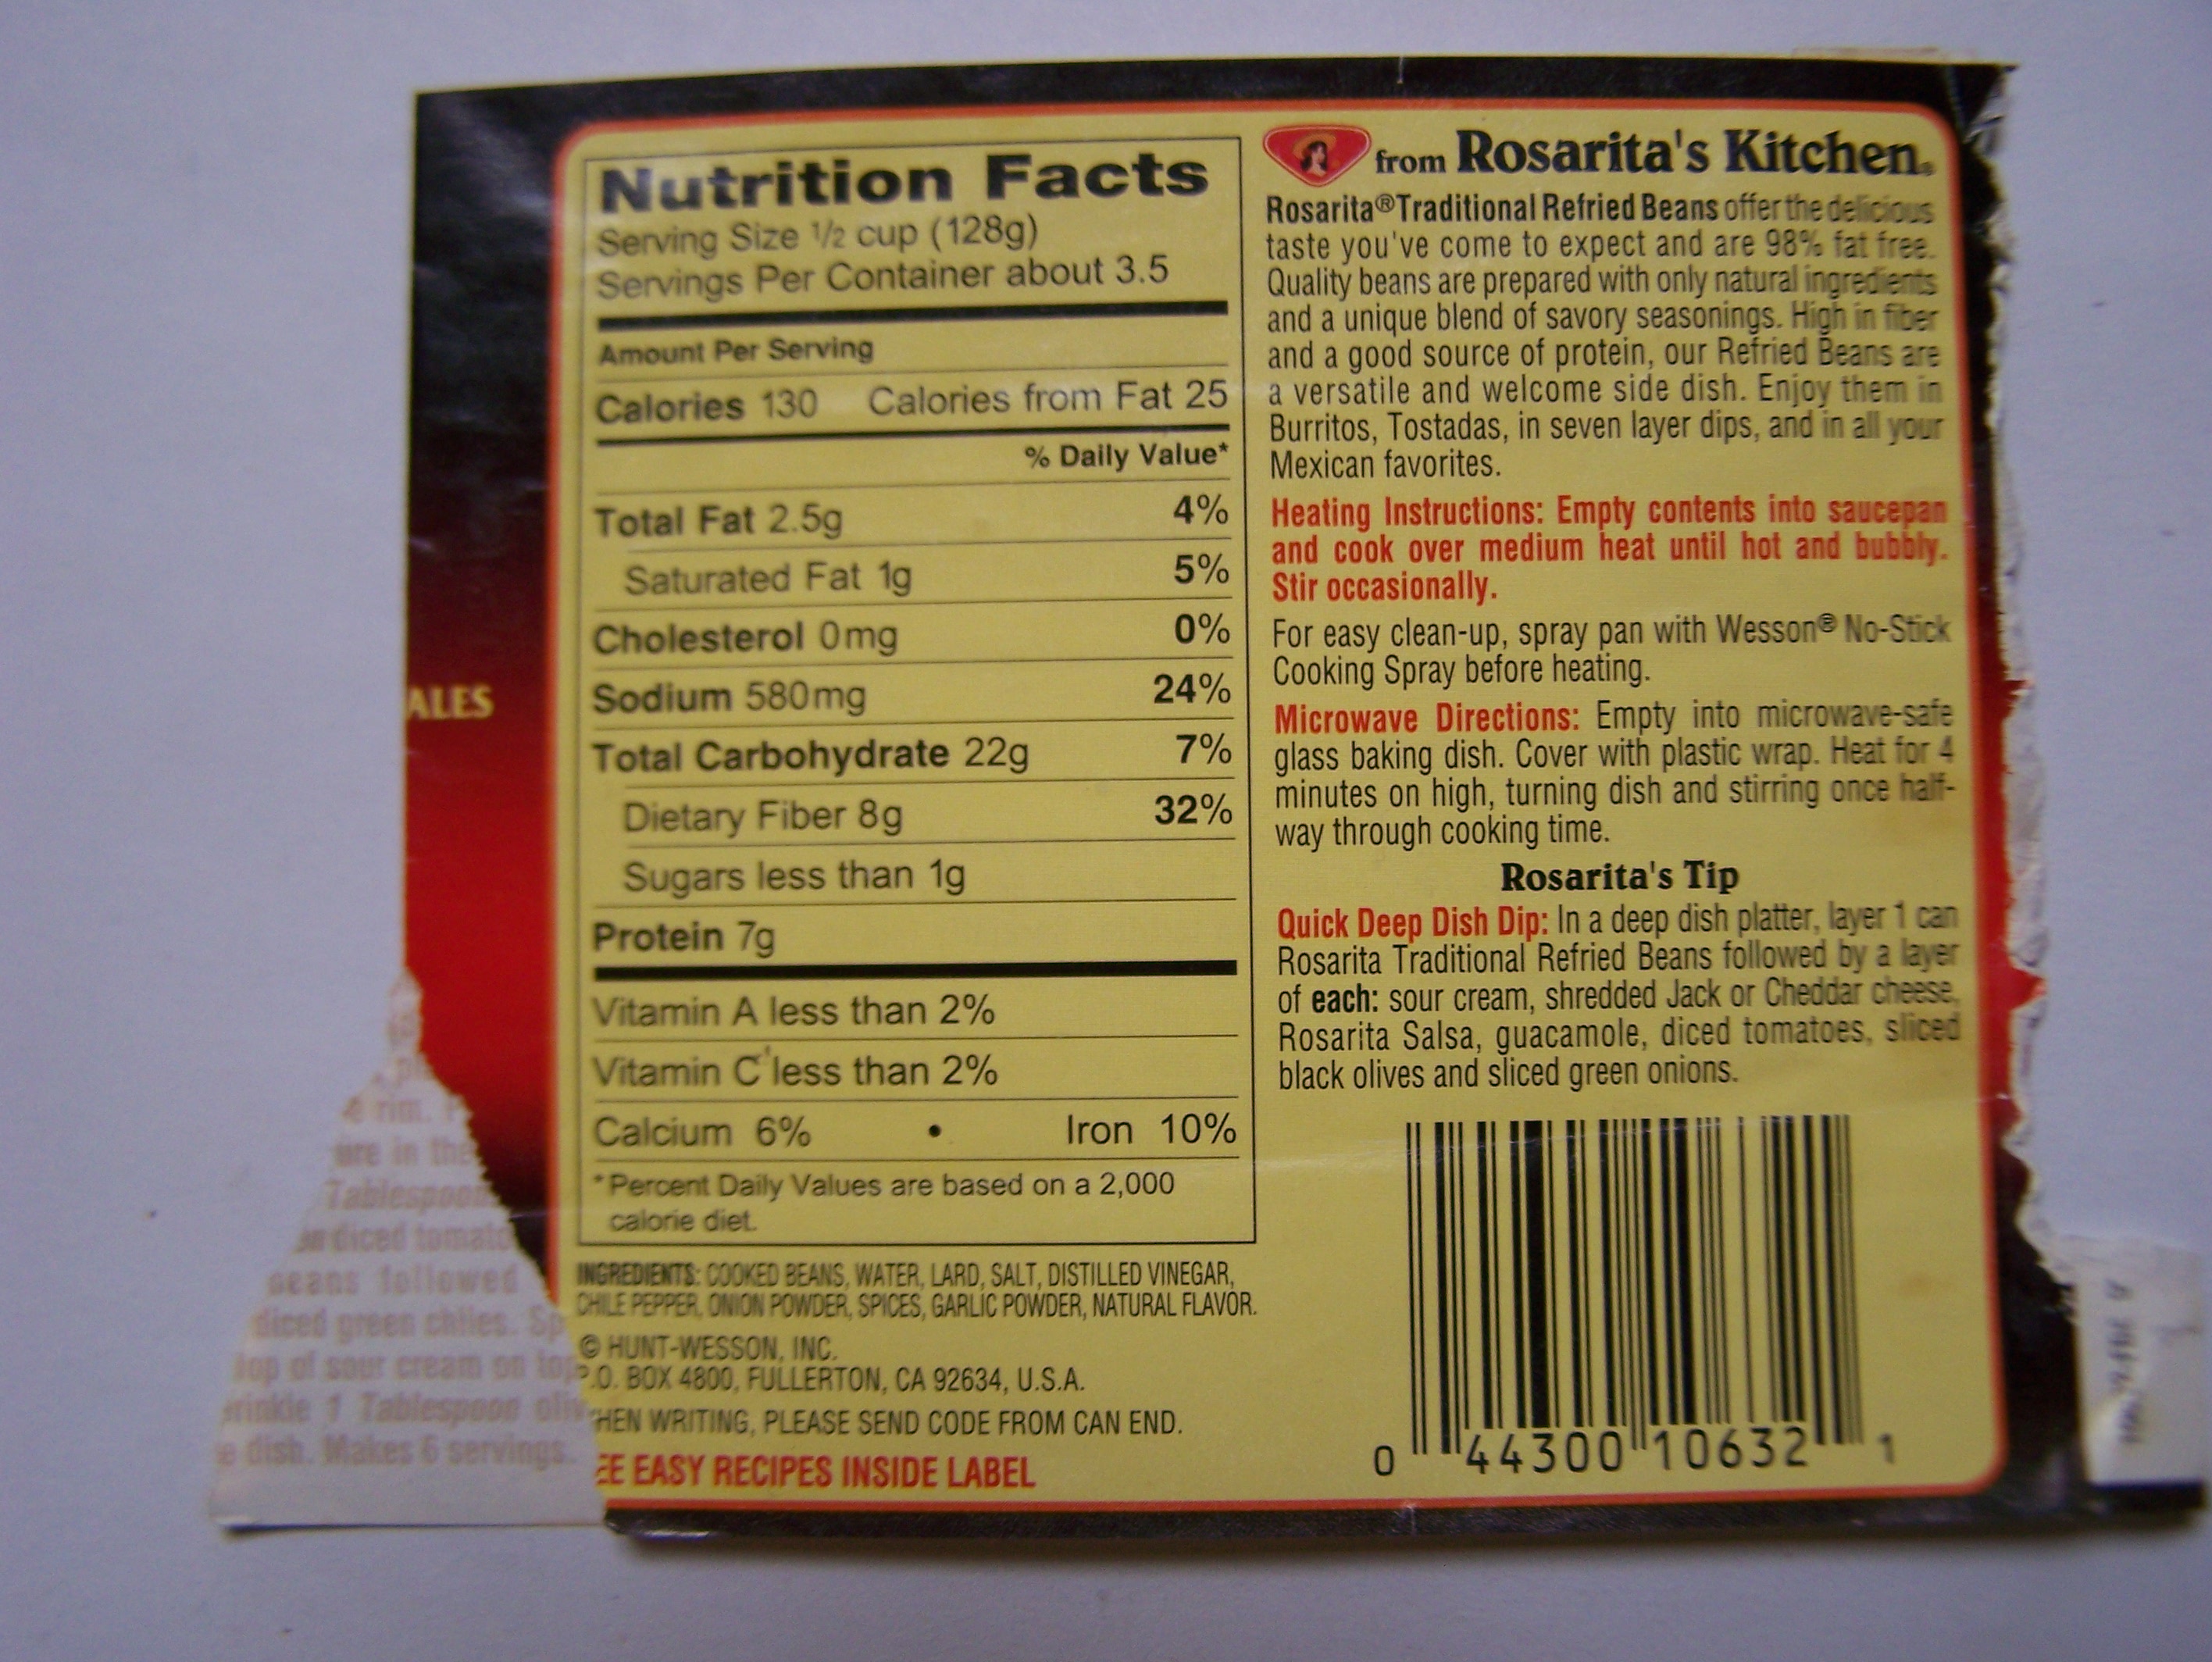 ALES
Nutrition Facts
Serving Size 1/2 cup (128g)
Servings Per Container about 3.5
Amount Per Serving
Calories 130 Calories from Fat 25
% Daily Value*
Total Fat 2.5g 4%
Saturated Fat 1g 5%
Cholesterol 0mg 0%
Sodium 580mg 24%
Total Carbohydrate 22g 7%
Dietary Fiber 8g 32%
Sugars less than 1g
Protein 7g
Vitamin A less than 2%
Vitamin C less than 2%
Calcium 6% • Iron 10%
*Percent Daily Values are based on a 2,000
calorie diet.
INGREDIENTS: COOKED BEANS, WATER, LARD, SALT, DISTILLED VINEGAR,
CHILE PEPPER, ONION POWDER, SPICES, GARLIC POWDER, NATURAL FLAVOR.
© HUNT-WESSON, INC.
P.O. BOX 4800, FULLERTON, CA 92634, U.S.A.
HEN WRITING, PLEASE SEND CODE FROM CAN END.
EE EASY RECIPES INSIDE LABEL
from Rosarita's Kitchen®
Rosarita® Traditional Refried Beans offer the delicious
taste you've come to expect and are 98% fat free.
Quality beans are prepared with only natural ingredients
and a unique blend of savory seasonings. High in fiber
and a good source of protein, our Refried Beans are
a versatile and welcome side dish. Enjoy them in
Burritos, Tostadas, in seven layer dips, and in all your
Mexican favorites.
Heating Instructions: Empty contents into saucepan
and cook over medium heat until hot and bubbly.
Stir occasionally.
For easy clean-up, spray pan with Wesson® No-Stick
Cooking Spray before heating.
Microwave Directions: Empty into microwave-safe
glass baking dish. Cover with plastic wrap. Heat for 4
minutes on high, turning dish and stirring once half-
way through cooking time.
Rosarita's Tip
Quick Deep Dish Dip: In a deep dish platter, layer 1 can
Rosarita Traditional Refried Beans followed by a layer
of each: sour cream, shredded Jack or Cheddar cheese,
Rosarita Salsa, guacamole, diced tomatoes, sliced
black olives and sliced green onions.
0 44300 10632 1
rim.
in the
Tablespoon
diced tomato
beans followed
diced green chiles. Sp
top of sour cream on top
rinkle 1 Tablespoon oliv
e dish. Makes 6 servings.